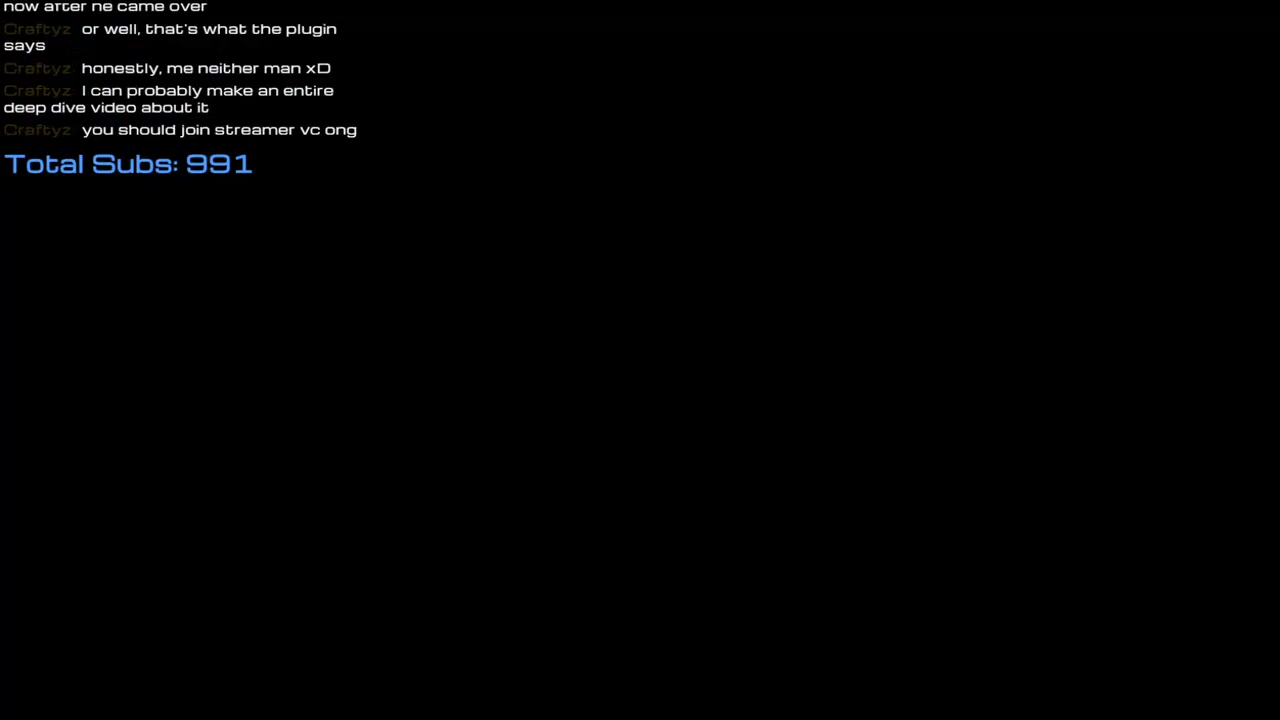 now after he came over
Craftyz or well, that's what the plugin
says
Craftyz honestly, me neither man xD
Craftyz I can probably make an entire
deep dive video about it
Craftyz you should join streamer vc ong
Total Subs: 991